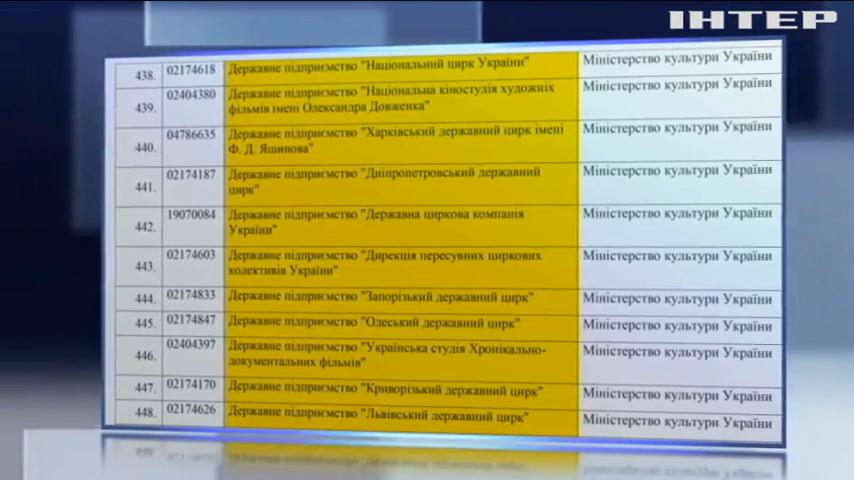 ІНТЕР
438. 02174618 Державне підприємство "Національний цирк України" Міністерство культури України
439. 02404380 Державне підприємство "Національна кіностудія художніх Міністерство культури України
фільмів імені Олександра Довженка"
440. 04786635 Державне підприємство "Харківський державний цирк імені Міністерство культури України
Ф. Д. Яшинова"
441. 02174187 Державне підприємство "Дніпропетровський державний Міністерство культури України
цирк"
442. 19070084 Державне підприємство "Державна циркова компанія Міністерство культури України
України"
443. 02174603 Державне підприємство "Дирекція пересувних циркових Міністерство культури України
колективів України"
444. 02174833 Державне підприємство "Запорізький державний цирк" Міністерство культури України
445. 02174847 Державне підприємство "Одеський державний цирк" Міністерство культури України
446. 02404397 Державне підприємство "Українська студія Хронікально- Міністерство культури України
документальних фільмів"
447. 02174170 Державне підприємство "Криворізький державний цирк" Міністерство культури України
448. 02174626 Державне підприємство "Львівський державний цирк" Міністерство культури України